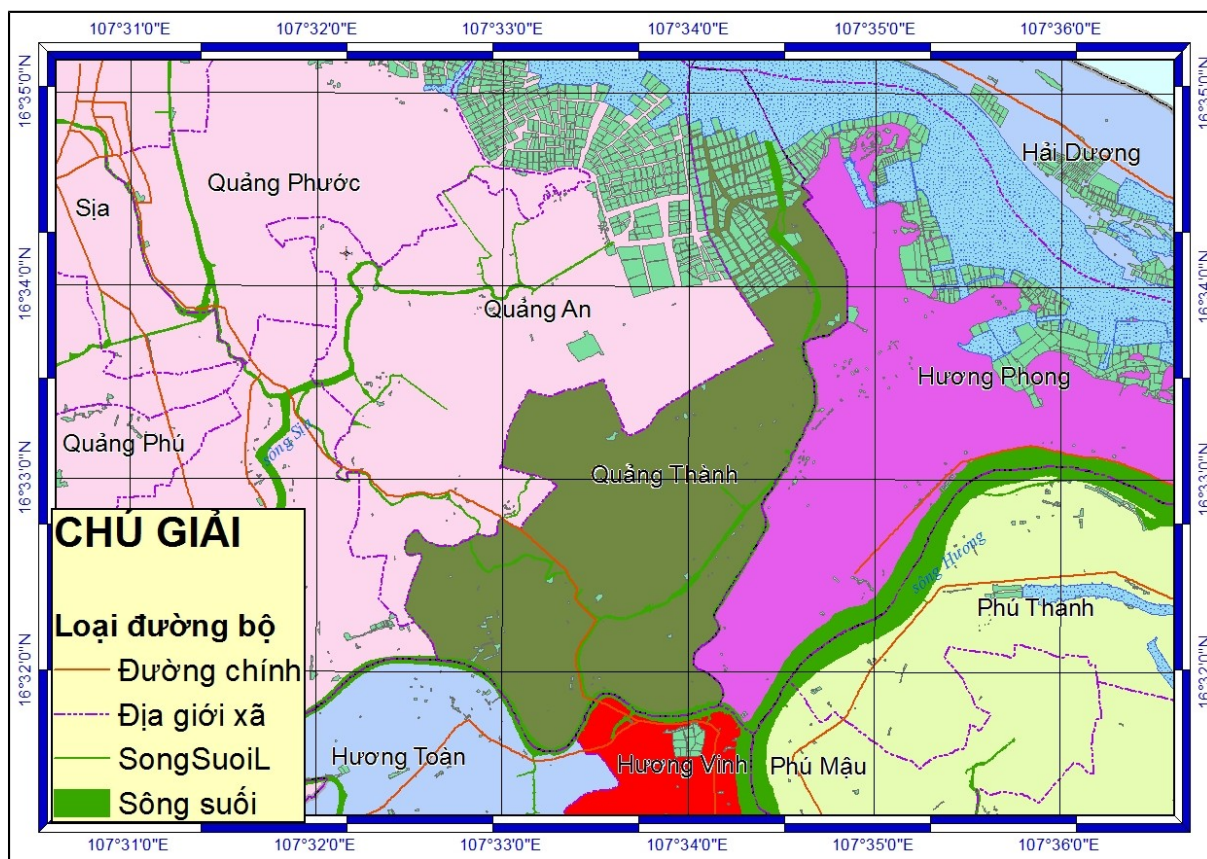 107°31'0"E 107°32'0"E 107°33'0"E 107°34'0"E 107°35'0"E 107°36'0"E
16°35'0"N
16°35'0"N
Hải Dương
Quảng Phước
Sịa
16°34'0"N
16°34'0"N
Quảng An
Hương Phong
Quảng Phú
sông Sịa
Quảng Thành
16°33'0"N
16°33'0"N
CHÚ GIẢI
sông Hương
Phú Thanh
Loại đường bộ
Đường chính
Địa giới xã
SongSuoiL
Sông suối
16°32'0"N
16°32'0"N
Hương Toàn
Hương Vinh
Phú Mậu
107°31'0"E 107°32'0"E 107°33'0"E 107°34'0"E 107°35'0"E 107°36'0"E